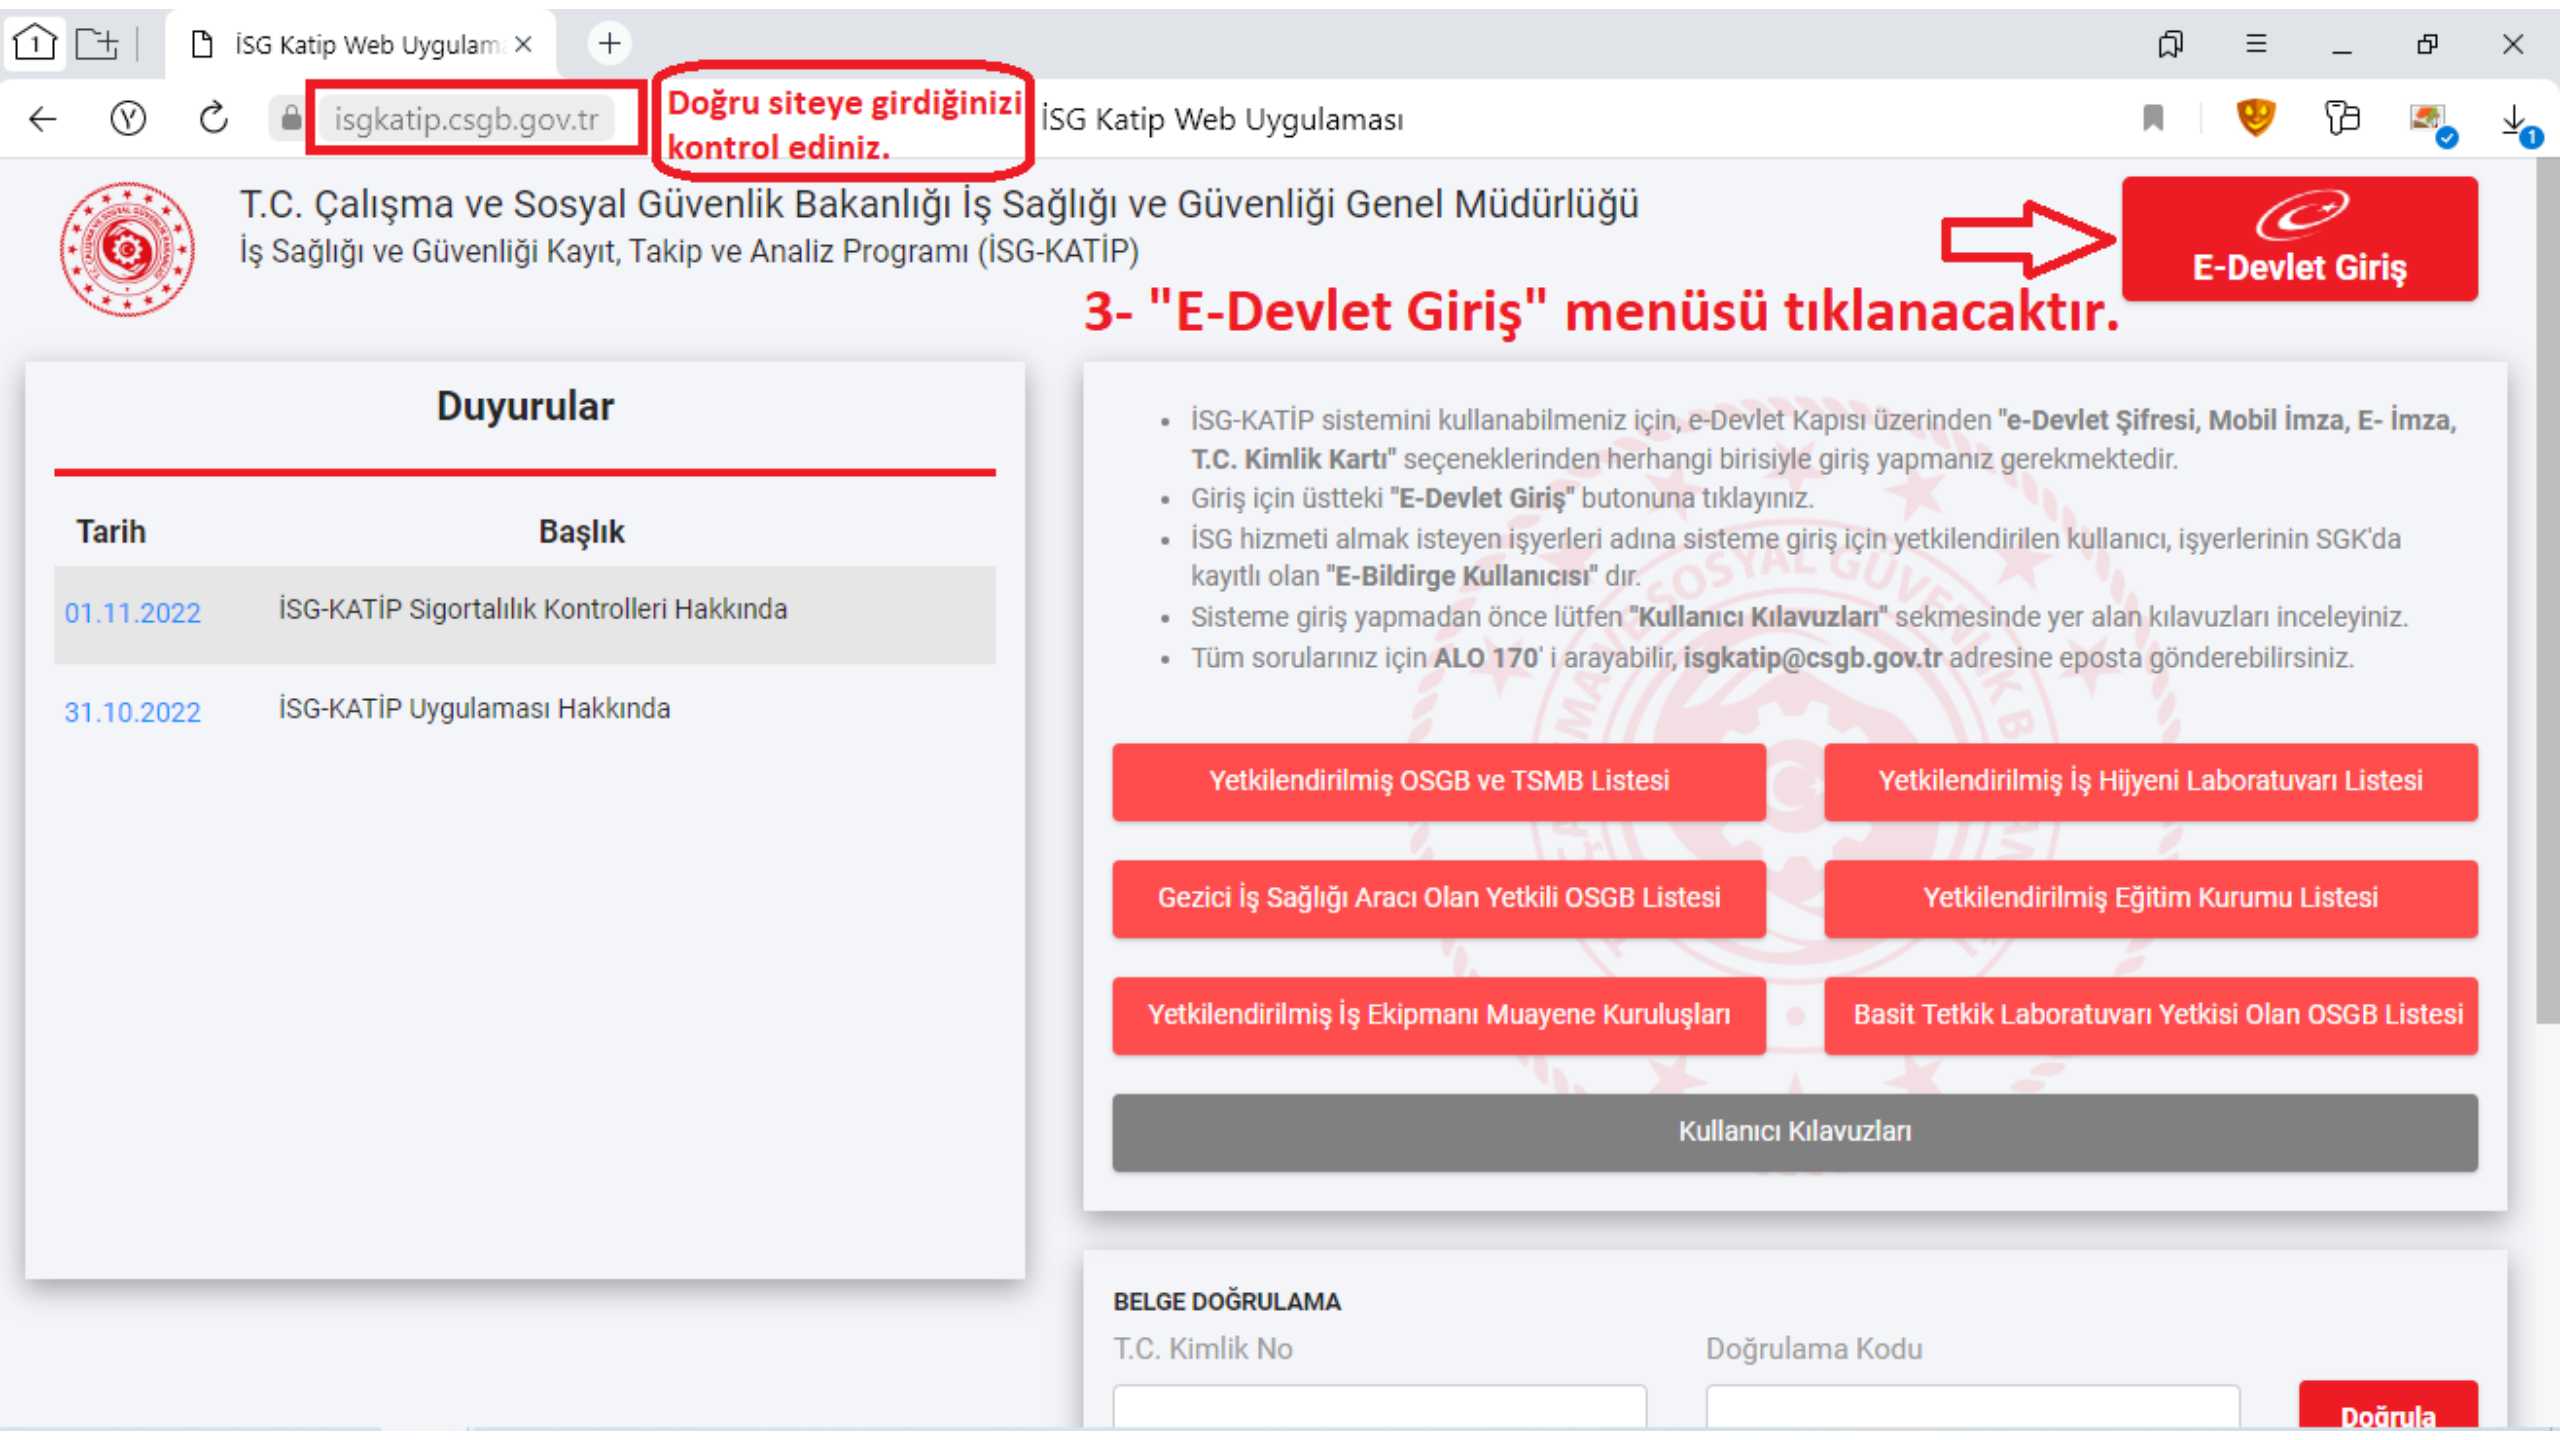 İSG Katip Web Uygulam
isgkatip.csgb.gov.tr
Doğru siteye girdiğinizi
kontrol ediniz.
İSG Katip Web Uygulaması
T.C. Çalışma ve Sosyal Güvenlik Bakanlığı İş Sağlığı ve Güvenliği Genel Müdürlüğü
İş Sağlığı ve Güvenliği Kayıt, Takip ve Analiz Programı (İSG-KATİP)
E-Devlet Giriş
3- "E-Devlet Giriş" menüsü tıklanacaktır.
Duyurular
Tarih Başlık
01.11.2022 İSG-KATİP Sigortalılık Kontrolleri Hakkında
31.10.2022 İSG-KATİP Uygulaması Hakkında
• İSG-KATİP sistemini kullanabilmeniz için, e-Devlet Kapısı üzerinden "e-Devlet Şifresi, Mobil İmza, E- İmza,
T.C. Kimlik Kartı" seçeneklerinden herhangi birisiyle giriş yapmanız gerekmektedir.
• Giriş için üstteki "E-Devlet Giriş" butonuna tıklayınız.
• İSG hizmeti almak isteyen işyerleri adına sisteme giriş için yetkilendirilen kullanıcı, işyerlerinin SGK'da
kayıtlı olan "E-Bildirge Kullanıcısı" dır.
• Sisteme giriş yapmadan önce lütfen "Kullanıcı Kılavuzları" sekmesinde yer alan kılavuzları inceleyiniz.
• Tüm sorularınız için ALO 170' i arayabilir, isgkatip@csgb.gov.tr adresine eposta gönderebilirsiniz.
Yetkilendirilmiş OSGB ve TSMB Listesi
Yetkilendirilmiş İş Hijyeni Laboratuvarı Listesi
Gezici İş Sağlığı Aracı Olan Yetkili OSGB Listesi
Yetkilendirilmiş Eğitim Kurumu Listesi
Yetkilendirilmiş İş Ekipmanı Muayene Kuruluşları
Basit Tetkik Laboratuvarı Yetkisi Olan OSGB Listesi
Kullanıcı Kılavuzları
BELGE DOĞRULAMA
T.C. Kimlik No
Doğrulama Kodu
Doğrula